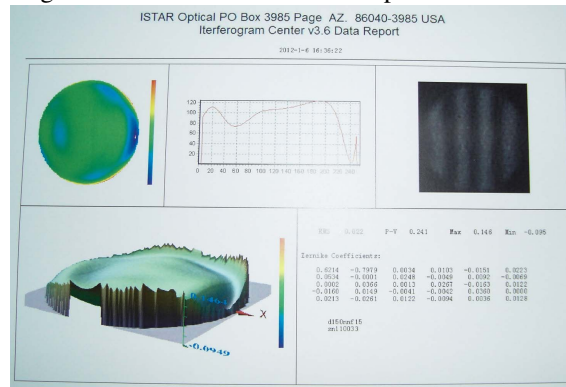 ISTAR Optical PO Box 3985 Page AZ. 86040-3985 USA
Iterferogram Center v3.6 Data Report
2012-1-6 16:36:22
120
100
80
60
40
20
0 20 40 60 80 100 120 140 160 180 200 220 240
RMS 0.022 P-V 0.241 Max 0.146 Min -0.095
Zernike Coefficients:
0.0214 -0.7979 0.0034 0.0103 -0.0151 0.0223
0.0534 -0.0001 0.0248 -0.0048 0.0092 -0.0069
0.0002 0.0366 0.0013 0.0267 -0.0163 0.0122
-0.0160 0.0149 -0.0041 -0.0042 0.0360 0.0000
0.0213 -0.0261 0.0122 -0.0094 0.0036 0.0128
X
-0.0949
d150nnf15
sn110033